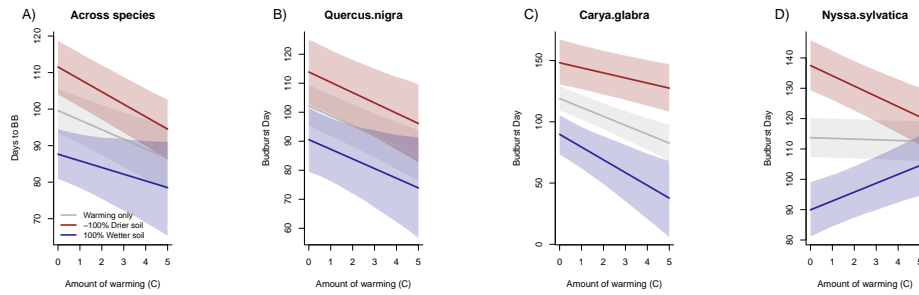 A) Across species
Days to BB
120
110
100
90
80
70
Warming only
−100% Drier soil
100% Wetter soil
0 1 2 3 4 5
Amount of warming (C)
B) Quercus.nigra
Budburst Day
120
110
100
90
80
70
60
0 1 2 3 4 5
Amount of warming (C)
C) Carya.glabra
Budburst Day
150
100
50
0
0 1 2 3 4 5
Amount of warming (C)
D) Nyssa.sylvatica
Budburst Day
140
130
120
110
100
90
80
0 1 2 3 4 5
Amount of warming (C)